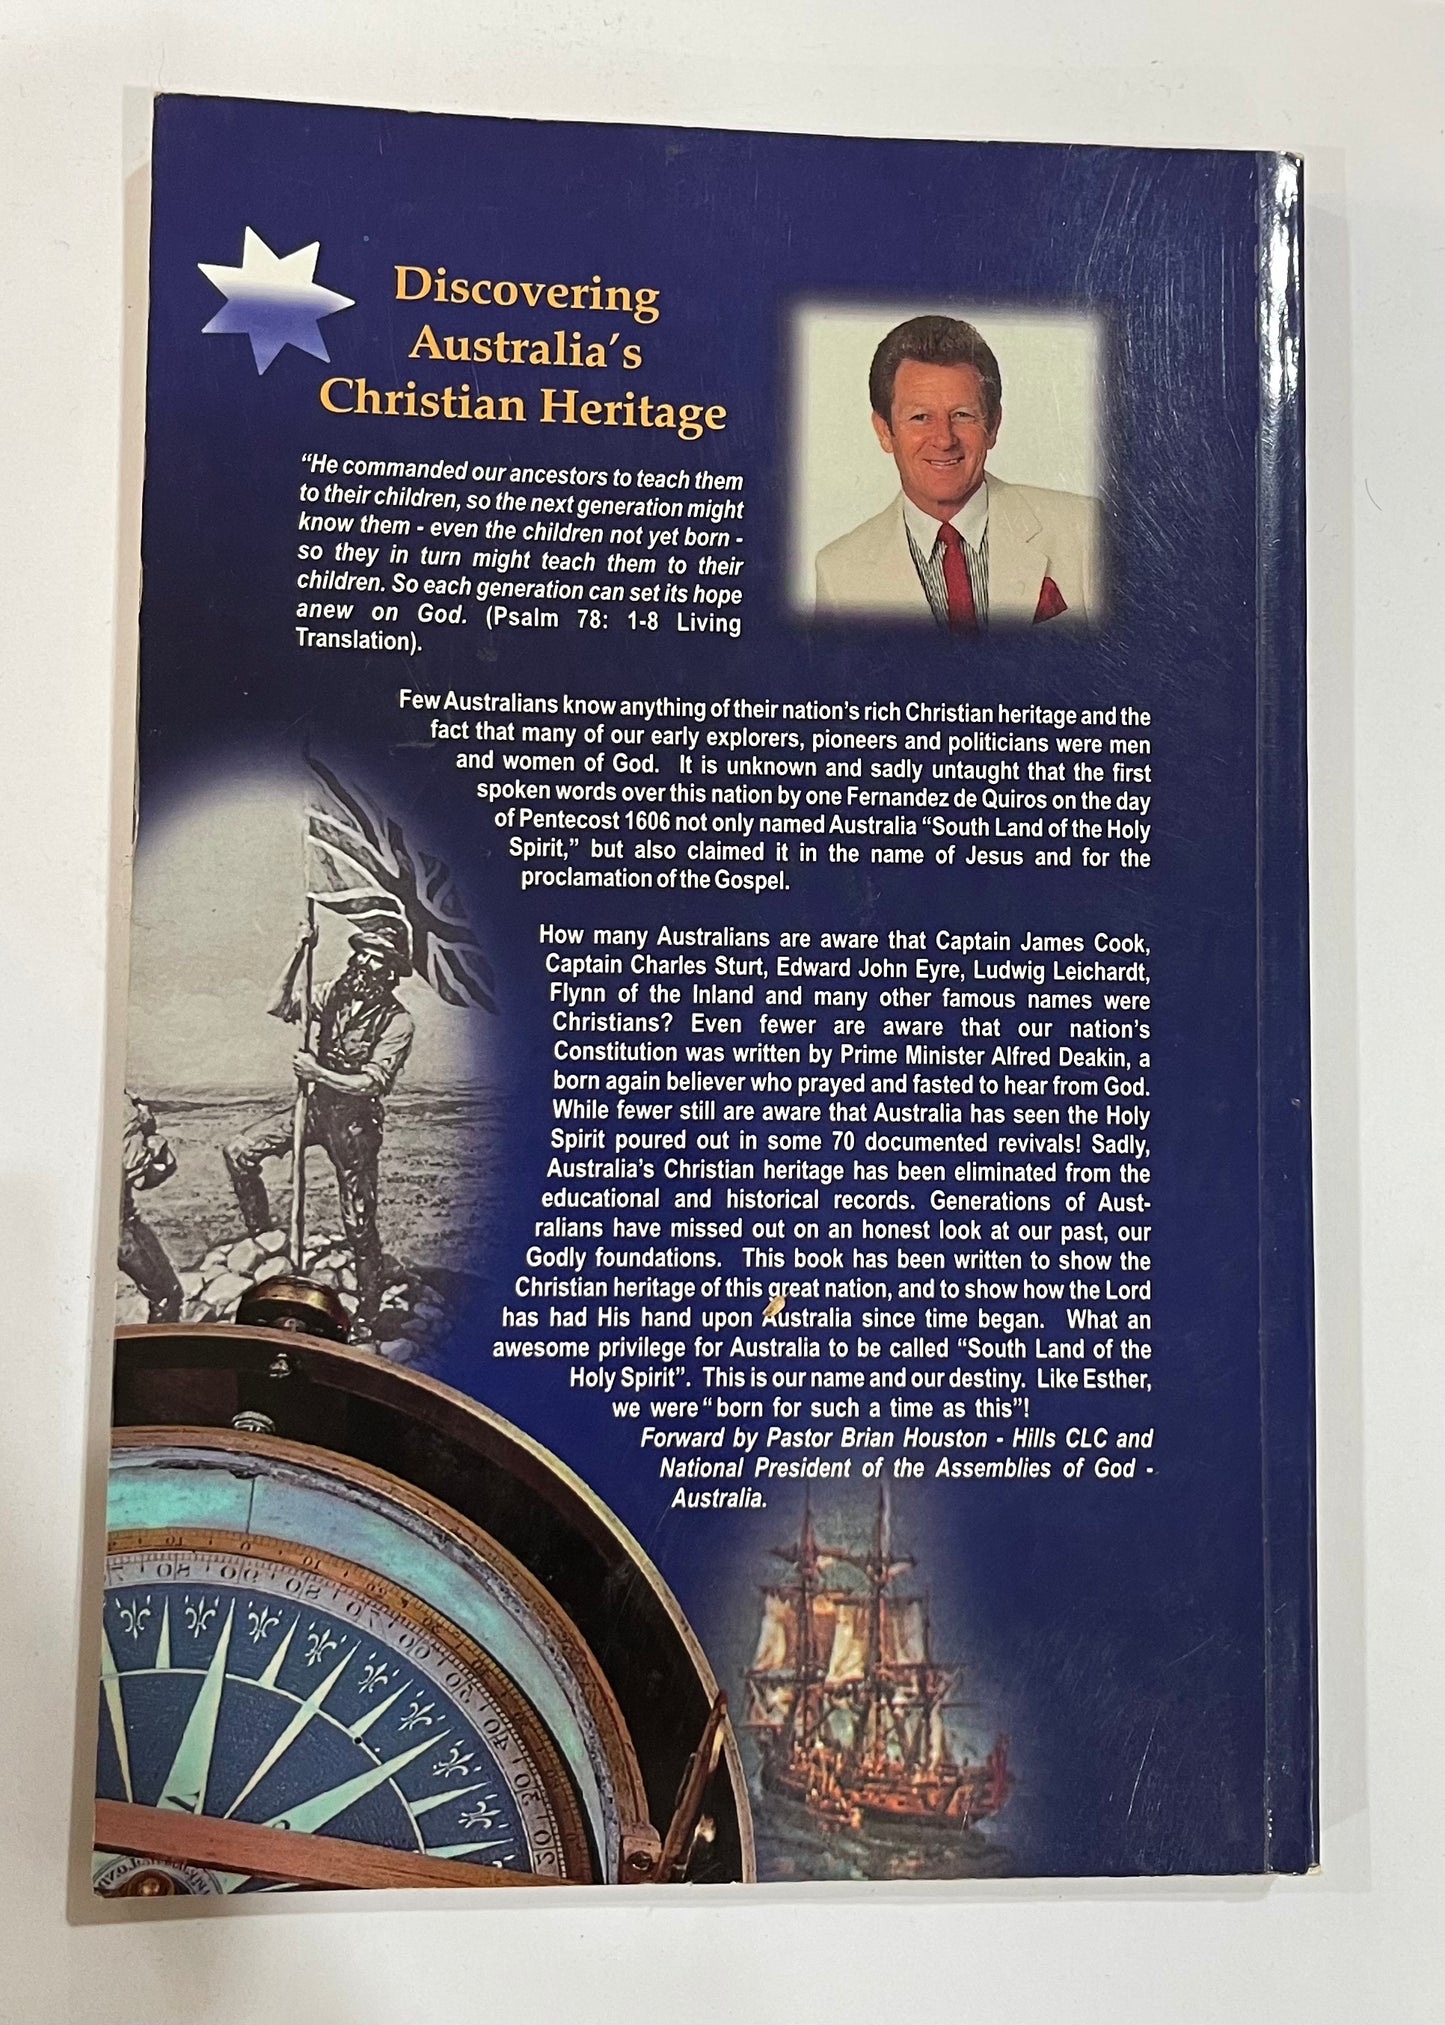 Discovering
Australia's
Christian Heritage
“He commanded our ancestors to teach them
to their children, so the next generation might
know them - even the children not yet born -
so they in turn might teach them to their
children. So each generation can set its hope
anew on God. (Psalm 78: 1-8 Living
Translation).
Few Australians know anything of their nation's rich Christian heritage and the
fact that many of our early explorers, pioneers and politicians were men
and women of God. It is unknown and sadly untaught that the first
spoken words over this nation by one Fernandez de Quiros on the day
of Pentecost 1606 not only named Australia “South Land of the Holy
Spirit,” but also claimed it in the name of Jesus and for the
proclamation of the Gospel.
How many Australians are aware that Captain James Cook,
Captain Charles Sturt, Edward John Eyre, Ludwig Leichardt,
Flynn of the Inland and many other famous names were
Christians? Even fewer are aware that our nation's
Constitution was written by Prime Minister Alfred Deakin, a
born again believer who prayed and fasted to hear from God.
While fewer still are aware that Australia has seen the Holy
Spirit poured out in some 70 documented revivals! Sadly,
Australia's Christian heritage has been eliminated from the
educational and historical records. Generations of Aust-
ralians have missed out on an honest look at our past, our
Godly foundations. This book has been written to show the
Christian heritage of this great nation, and to show how the Lord
has had His hand upon Australia since time began. What an
awesome privilege for Australia to be called “South Land of the
Holy Spirit”. This is our name and our destiny. Like Esther,
we were “born for such a time as this”!
Forward by Pastor Brian Houston - Hills CLC and
National President of the Assemblies of God -
Australia.